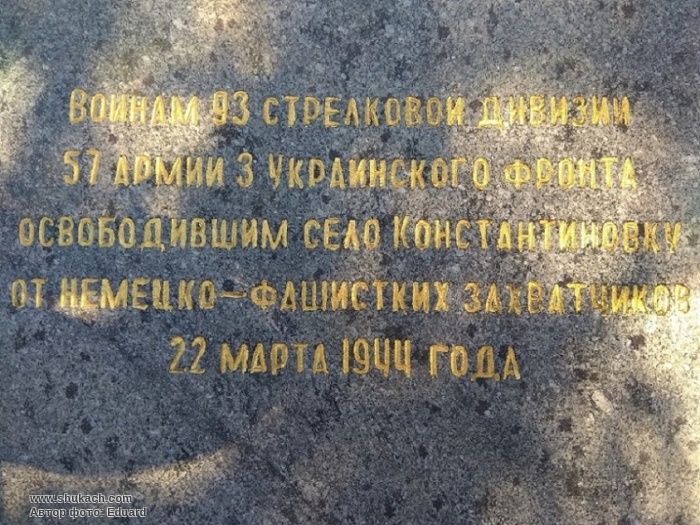 Воинам 93 стрелковой дивизии
57 армии 3 Украинского фронта
освободившим село Константиновку
от немецко-фашистких захватчиков
22 марта 1944 года
www.shukach.com
Автор фото: Eduard